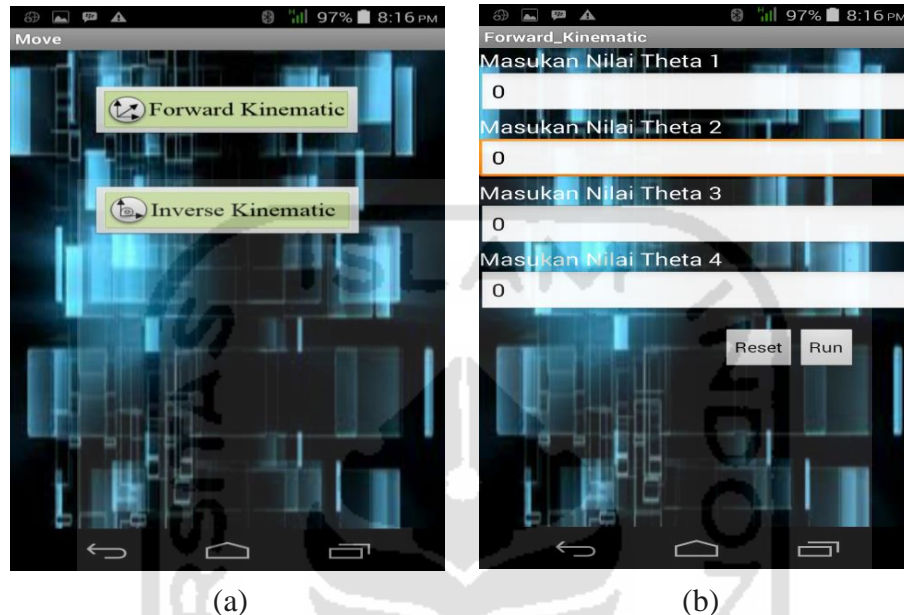 97% 8:16 PM
Move
Forward Kinematic
Inverse Kinematic
(a)
97% 8:16 PM
Forward_Kinematic
Masukan Nilai Theta 1
0
Masukan Nilai Theta 2
0
Masukan Nilai Theta 3
0
Masukan Nilai Theta 4
0
Reset Run
(b)
ISLAM